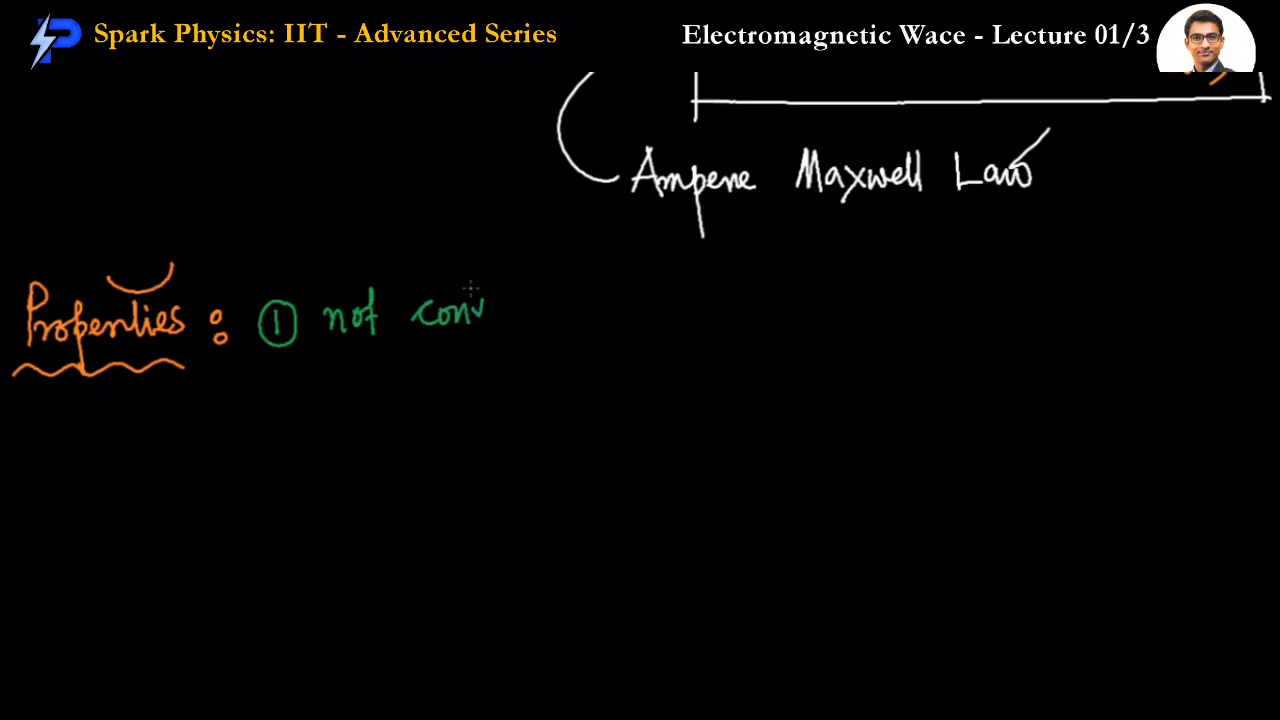 Spark Physics: IIT - Advanced Series
Electromagnetic Wace - Lecture 01/3
Ampere Maxwell Law
Properties : ① not conv